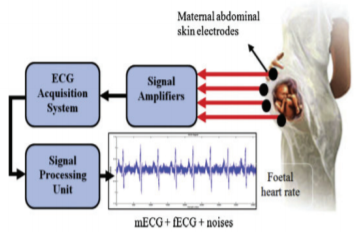 Maternal abdominal
skin electrodes
ECG
Acquisition
System
Signal
Amplifiers
Signal
Processing
Unit
Foetal
heart rate
mECG + fECG + noises